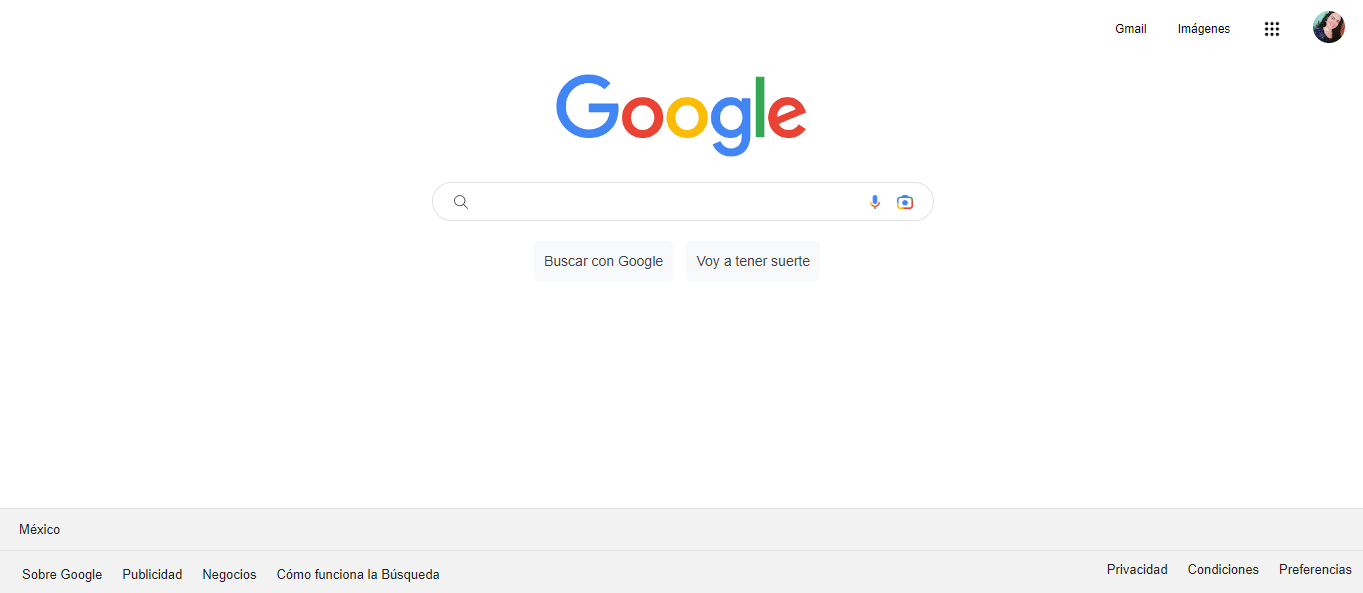 Gmail Imágenes
Google
Buscar con Google Voy a tener suerte
México
Sobre Google Publicidad Negocios Cómo funciona la Búsqueda Privacidad Condiciones Preferencias